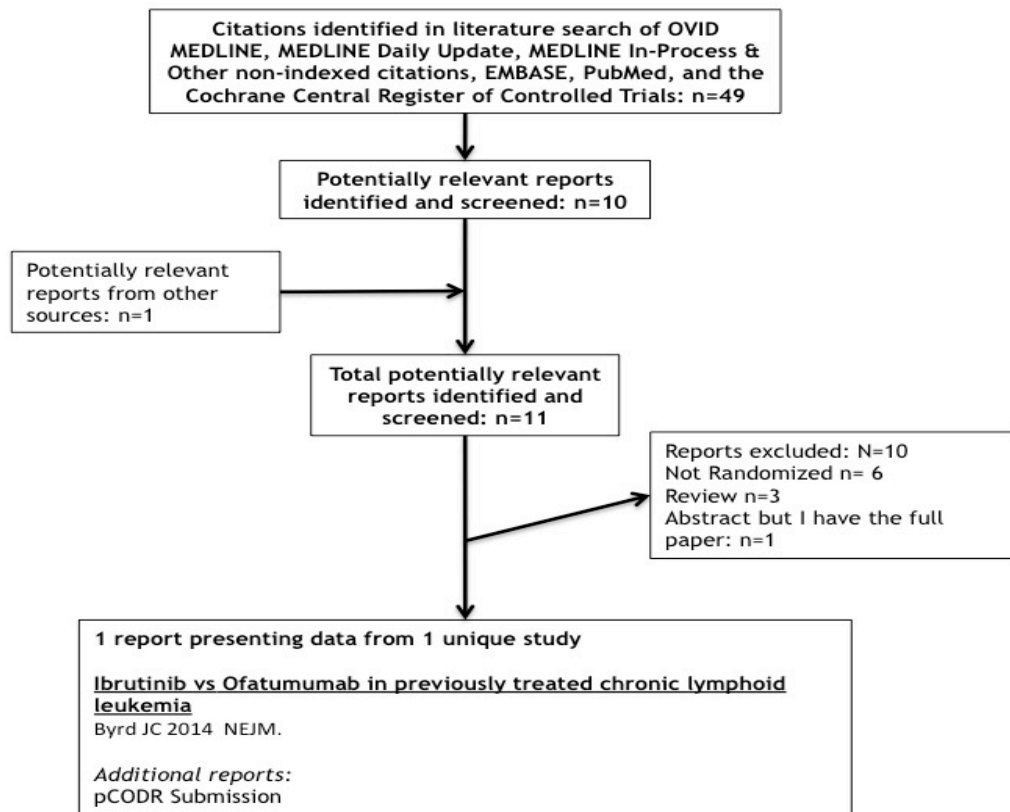 Citations identified in literature search of OVID
MEDLINE, MEDLINE Daily Update, MEDLINE In-Process &
Other non-indexed citations, EMBASE, PubMed, and the
Cochrane Central Register of Controlled Trials: n=49
Potentially relevant reports
identified and screened: n=10
Potentially relevant
reports from other
sources: n=1
Total potentially relevant
reports identified and
screened: n=11
Reports excluded: N=10
Not Randomized n= 6
Review n=3
Abstract but I have the full
paper: n=1
1 report presenting data from 1 unique study
Ibrutinib vs Ofatumumab in previously treated chronic lymphoid
leukemia
Byrd JC 2014 NEJM.
Additional reports:
pCODR Submission